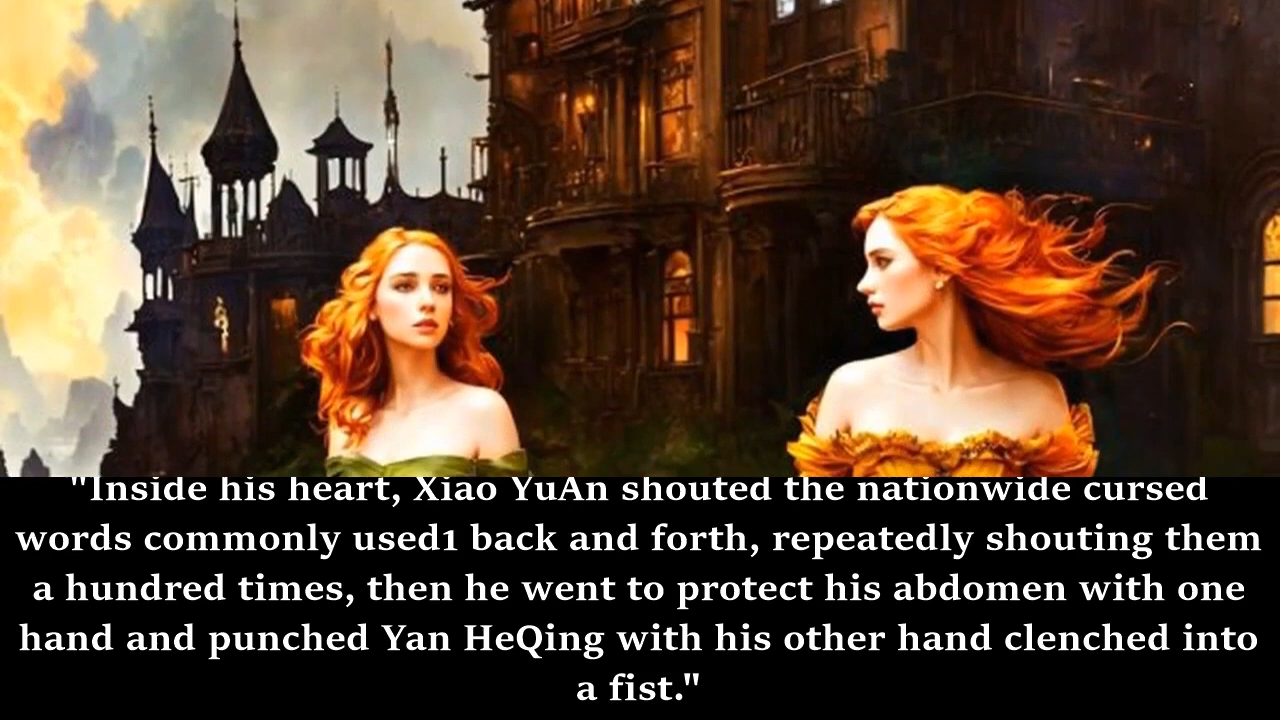 "Inside his heart, Xiao YuAn shouted the nationwide cursed
words commonly used1 back and forth, repeatedly shouting them
a hundred times, then he went to protect his abdomen with one
hand and punched Yan HeQing with his other hand clenched into
a fist."